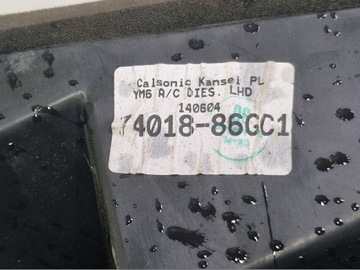 Calsonic Kansei PL
YM6 A/C DIES. LHD
140604
74018-86GC1